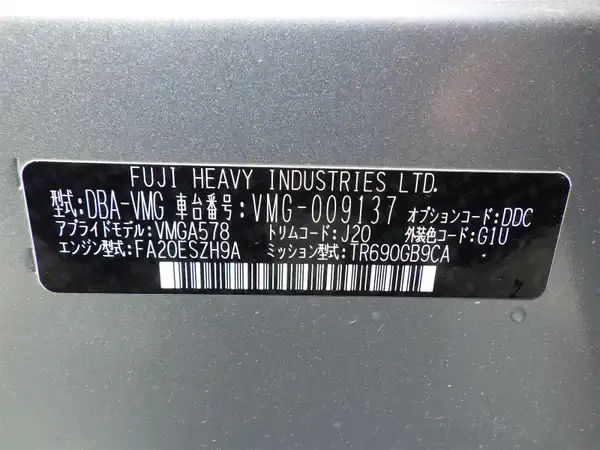 FUJI HEAVY INDUSTRIES LTD.
型式:DBA-VMG 車台番号:VMG-009137 オプションコード:DDC
アプライドモデル:VMGA578 トリムコード:J20 外装色コード:G1U
エンジン型式:FA20ESZH9A ミッション型式:TR690GB9CA